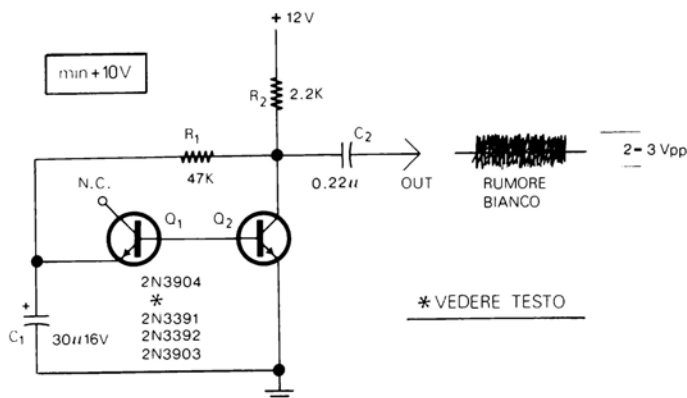 + 12V
min +10V
R2
2.2K
R1
47K
C2
0.22u
OUT
RUMORE
BIANCO
2-3 Vpp
N.C.
Q1
Q2
2N3904
*
2N3391
2N3392
2N3903
+
C1
30u16V
* VEDERE TESTO